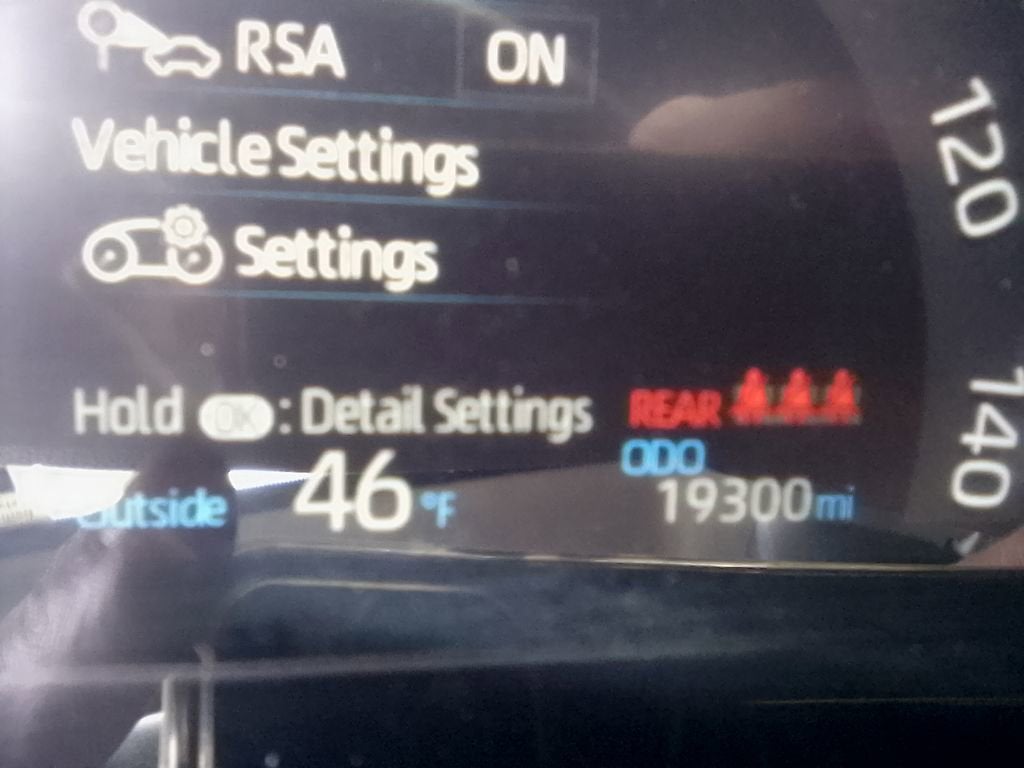 RSA ON
Vehicle Settings
Settings
Hold OK : Detail Settings
REAR
ODO
Outside 46 °F
19300 mi
120
140